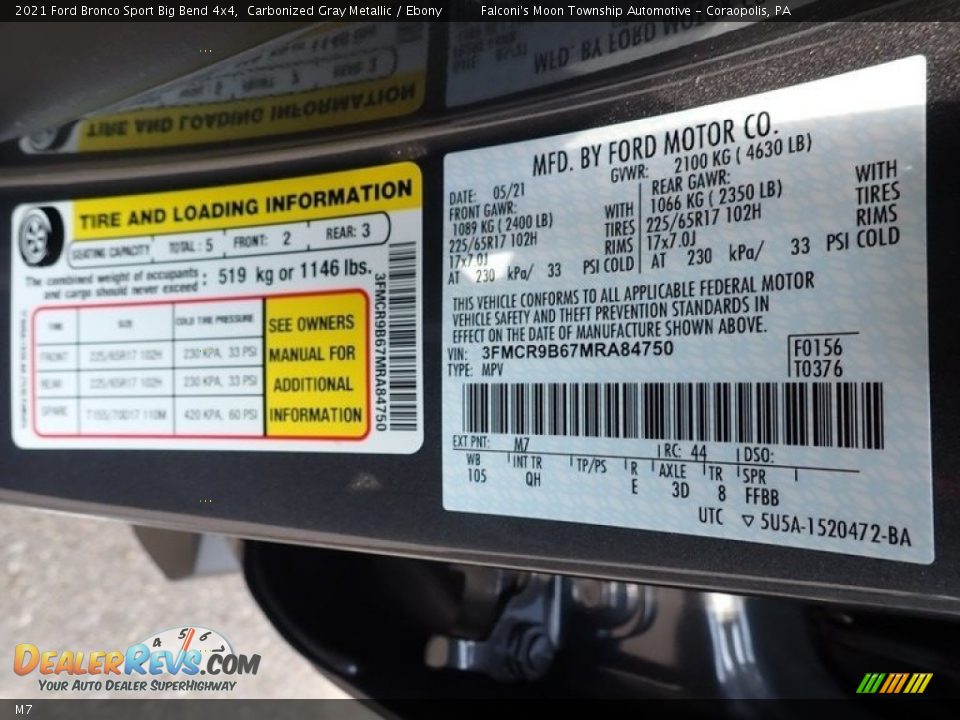 2021 Ford Bronco Sport Big Bend 4x4, Carbonized Gray Metallic / Ebony Falconi's Moon Township Automotive - Coraopolis, PA
TIRE AND LOADING INFORMATION
SEATING CAPACITY TOTAL: 5 FRONT: 2 REAR: 3
The combined weight of occupants and cargo should never exceed : 519 kg or 1146 lbs.
TIRE SIZE COLD TIRE PRESSURE
FRONT 225/65R17 102H 230 KPA, 33 PSI
REAR 225/65R17 102H 230 KPA, 33 PSI
SPARE T155/70D17 110M 420 KPA, 60 PSI
SEE OWNERS
MANUAL FOR
ADDITIONAL
INFORMATION
3FMCR9B67MRA84750
MFD. BY FORD MOTOR CO.
DATE: 05/21 GVWR: 2100 KG ( 4630 LB)
FRONT GAWR: REAR GAWR:
1089 KG ( 2400 LB) WITH 1066 KG ( 2350 LB) WITH
225/65R17 102H TIRES 225/65R17 102H TIRES
17x7.0J RIMS 17x7.0J RIMS
AT 230 kPa/ 33 PSI COLD AT 230 kPa/ 33 PSI COLD
THIS VEHICLE CONFORMS TO ALL APPLICABLE FEDERAL MOTOR
VEHICLE SAFETY AND THEFT PREVENTION STANDARDS IN
EFFECT ON THE DATE OF MANUFACTURE SHOWN ABOVE.
VIN: 3FMCR9B67MRA84750
TYPE: MPV
F0156
T0376
EXT PNT: M7 RC: 44 DSO:
WB INT TR TP/PS R AXLE TR SPR
105 QH E 3D 8 FFBB
UTC ▽ 5U5A-1520472-BA
4 5 6
DEALERREVS.COM
YOUR AUTO DEALER SUPERHIGHWAY
M7